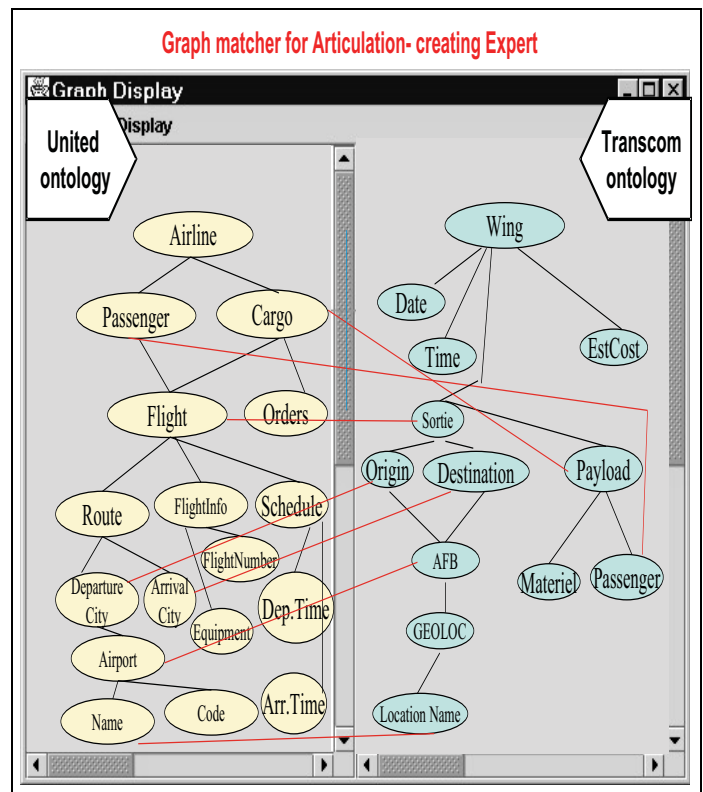 Graph matcher for Articulation- creating Expert
Graph Display
Display
United
ontology
Transcom
ontology
Airline
Passenger
Cargo
Flight
Orders
Route
FlightInfo
Schedule
FlightNumber
Departure
City
Arrival
City
Equipment
Dep.Time
Airport
Name
Code
Arr.Time
Wing
Date
Time
EstCost
Sortie
Origin
Destination
Payload
AFB
Materiel
Passenger
GEOLOC
Location Name